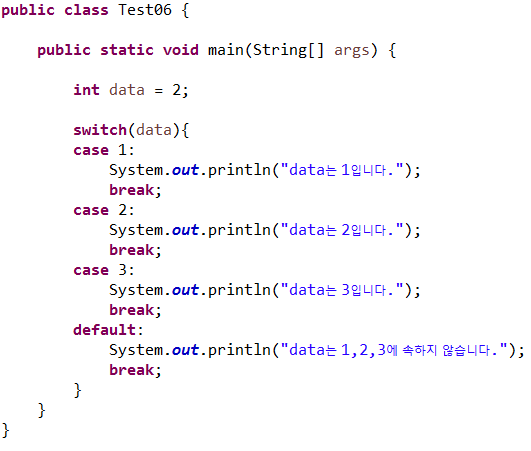 public class Test06 {
public static void main(String[] args) {
int data = 2;
switch(data){
case 1:
System.out.println("data는 1입니다.");
break;
case 2:
System.out.println("data는 2입니다.");
break;
case 3:
System.out.println("data는 3입니다.");
break;
default:
System.out.println("data는 1,2,3에 속하지 않습니다.");
break;
}
}
}